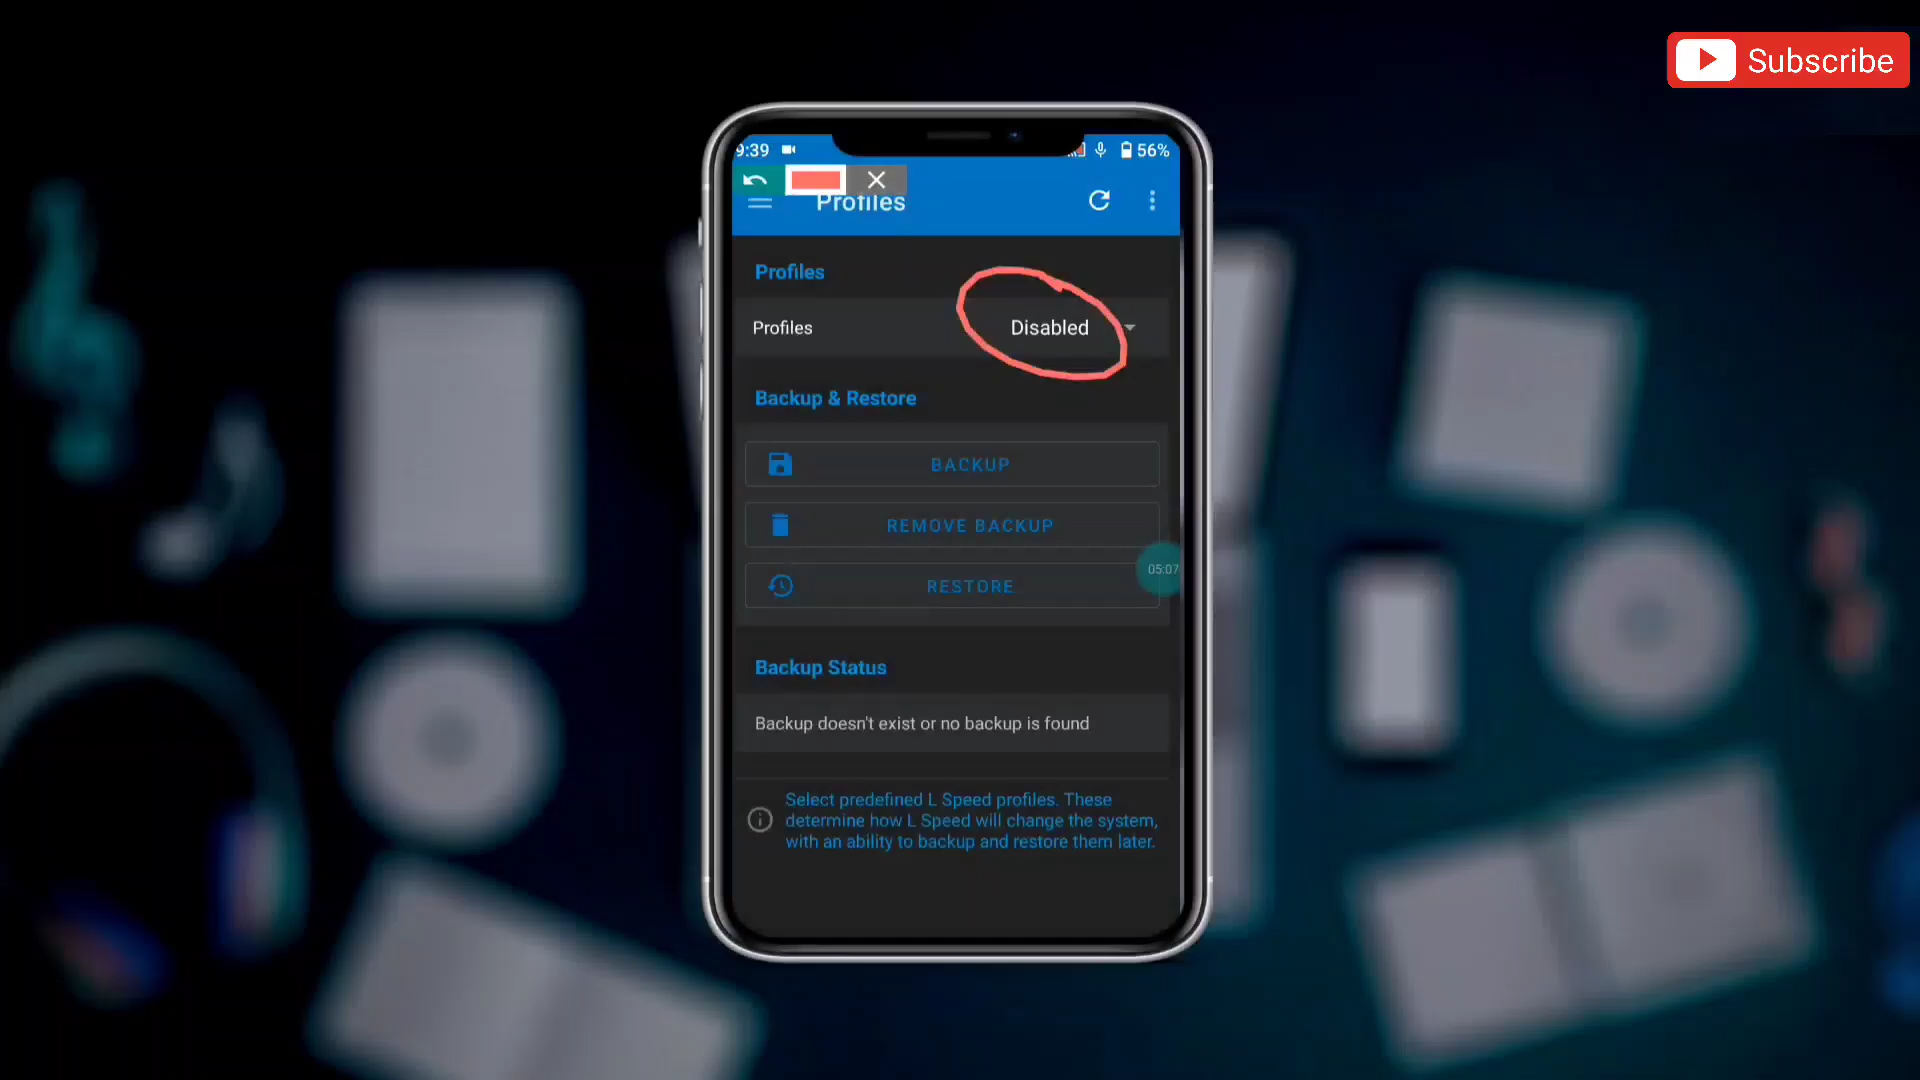 Subscribe
9:39
56%
Profiles
Profiles
Profiles Disabled
Backup & Restore
BACKUP
REMOVE BACKUP
05:07
RESTORE
Backup Status
Backup doesn't exist or no backup is found
Select predefined L Speed profiles. These
determine how L Speed will change the system,
with an ability to backup and restore them later.